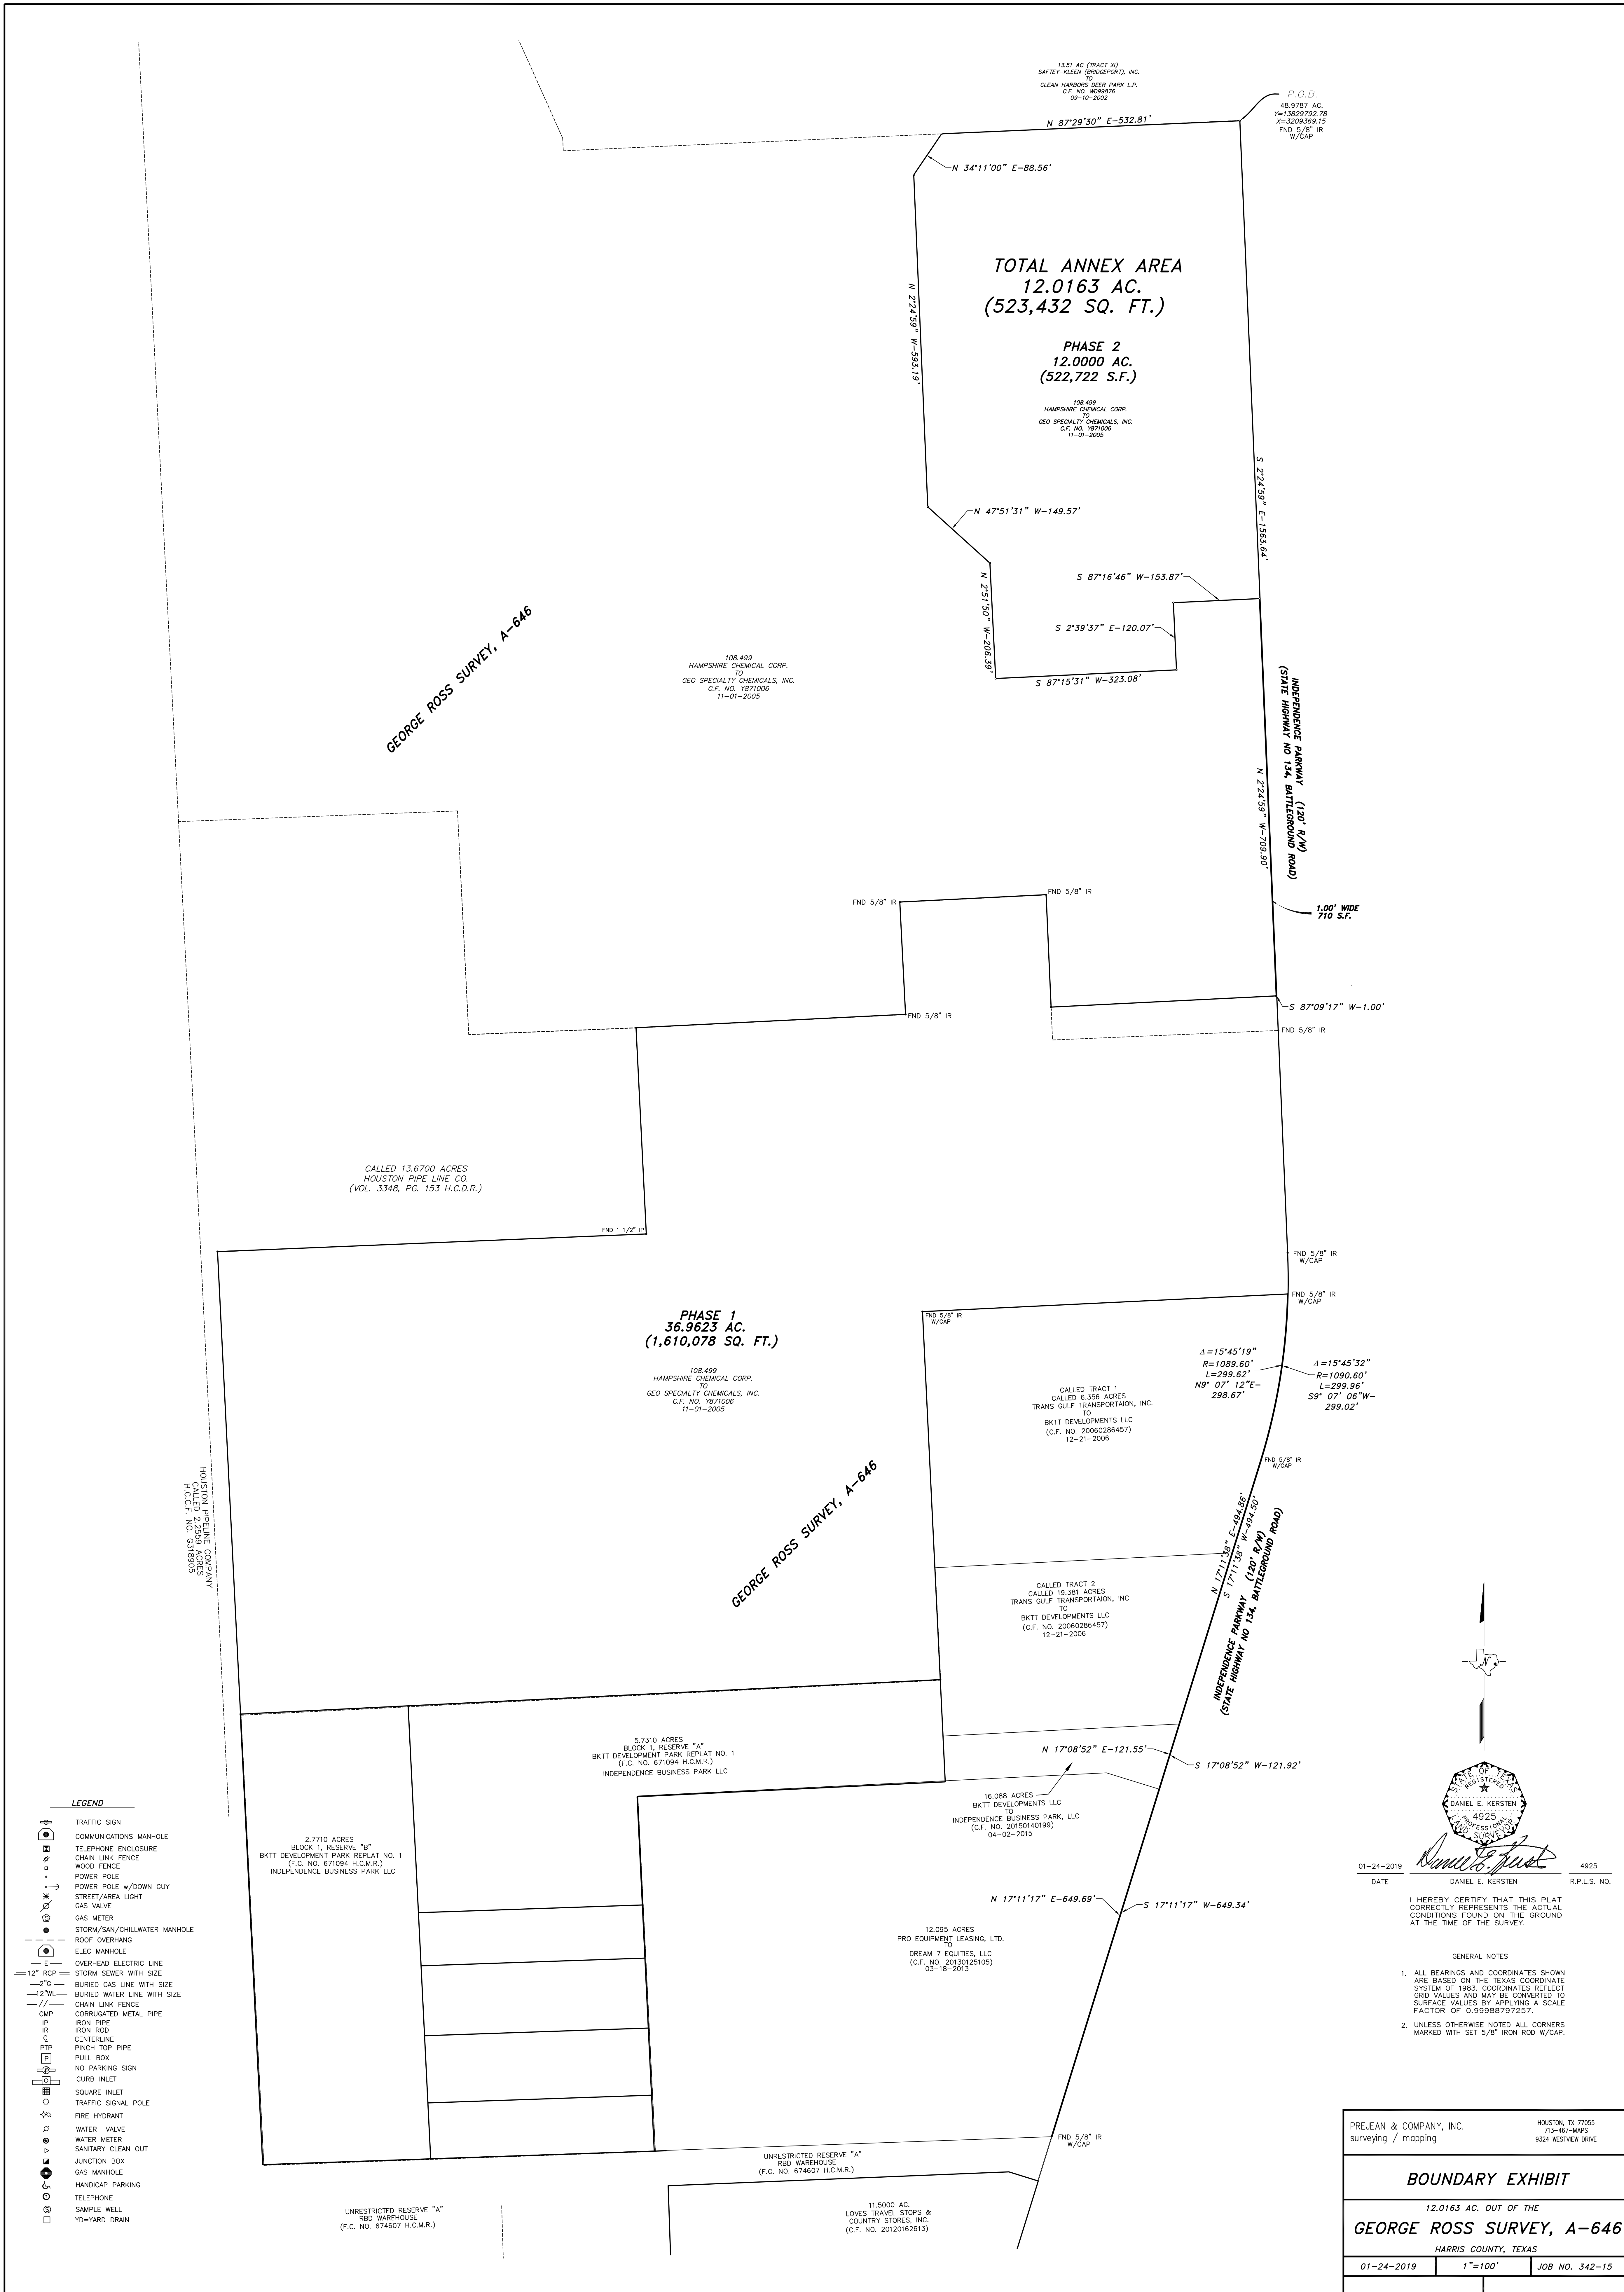 13.51 AC (TRACT XI)
SAFTEY-KLEEN (BRIDGEPORT), INC.
TO
CLEAN HARBORS DEER PARK L.P.
C.F. NO. W099876
09-10-2002
P.O.B.
48.9787 AC.
Y=13829792.78
X=3209369.15
FND 5/8" IR
W/CAP
N 87°29'30" E-532.81'
N 34°11'00" E-88.56'
TOTAL ANNEX AREA
12.0163 AC.
(523,432 SQ. FT.)
PHASE 2
12.0000 AC.
(522,722 S.F.)
108.499
HAMPSHIRE CHEMICAL CORP.
TO
GEO SPECIALTY CHEMICALS, INC.
C.F. NO. Y871006
11-01-2005
N 2°24'59" W-593.19'
S 2°24'59" E-1563.64'
N 47°51'31" W-149.57'
S 87°16'46" W-153.87'
N 2°51'50" W-206.39'
S 2°39'37" E-120.07'
S 87°15'31" W-323.08'
GEORGE ROSS SURVEY, A-646
108.499
HAMPSHIRE CHEMICAL CORP.
TO
GEO SPECIALTY CHEMICALS, INC.
C.F. NO. Y871006
11-01-2005
INDEPENDENCE PARKWAY (120' R/W)
(STATE HIGHWAY NO 134, BATTLEGROUND ROAD)
N 2°24'59" W-709.90'
1.00' WIDE
710 S.F.
FND 5/8" IR
FND 5/8" IR
FND 5/8" IR
S 87°09'17" W-1.00'
FND 5/8" IR
CALLED 13.6700 ACRES
HOUSTON PIPE LINE CO.
(VOL. 3348, PG. 153 H.C.D.R.)
FND 1 1/2" IP
FND 5/8" IR
W/CAP
FND 5/8" IR
W/CAP
FND 5/8" IR
W/CAP
PHASE 1
36.9623 AC.
(1,610,078 SQ. FT.)
108.499
HAMPSHIRE CHEMICAL CORP.
TO
GEO SPECIALTY CHEMICALS, INC.
C.F. NO. Y871006
11-01-2005
Δ=15°45'19"
R=1089.60'
L=299.62'
N9° 07' 12"E-
298.67'
Δ=15°45'32"
R=1090.60'
L=299.96'
S9° 07' 06"W-
299.02'
CALLED TRACT 1
CALLED 6.356 ACRES
TRANS GULF TRANSPORTAION, INC.
TO
BKTT DEVELOPMENTS LLC
(C.F. NO. 20060286457)
12-21-2006
FND 5/8" IR
W/CAP
GEORGE ROSS SURVEY, A-646
HOUSTON PIPELINE COMPANY
CALLED 2.2559 ACRES
H.C.C.F. NO. G318905
N 17°11'38" E-494.86'
S 17°11'38" W-494.50'
INDEPENDENCE PARKWAY (120' R/W)
(STATE HIGHWAY NO 134, BATTLEGROUND ROAD)
CALLED TRACT 2
CALLED 19.381 ACRES
TRANS GULF TRANSPORTAION, INC.
TO
BKTT DEVELOPMENTS LLC
(C.F. NO. 20060286457)
12-21-2006
5.7310 ACRES
BLOCK 1, RESERVE "A"
BKTT DEVELOPMENT PARK REPLAT NO. 1
(F.C. NO. 671094 H.C.M.R.)
INDEPENDENCE BUSINESS PARK LLC
N 17°08'52" E-121.55'
S 17°08'52" W-121.92'
16.088 ACRES
BKTT DEVELOPMENTS LLC
TO
INDEPENDENCE BUSINESS PARK, LLC
(C.F. NO. 20150140199)
04-02-2015
2.7710 ACRES
BLOCK 1, RESERVE "B"
BKTT DEVELOPMENT PARK REPLAT NO. 1
(F.C. NO. 671094 H.C.M.R.)
INDEPENDENCE BUSINESS PARK LLC
N 17°11'17" E-649.69'
S 17°11'17" W-649.34'
12.095 ACRES
PRO EQUIPMENT LEASING, LTD.
TO
DREAM 7 EQUITIES, LLC
(C.F. NO. 20130125105)
03-18-2013
FND 5/8" IR
W/CAP
UNRESTRICTED RESERVE "A"
RBD WAREHOUSE
(F.C. NO. 674607 H.C.M.R.)
UNRESTRICTED RESERVE "A"
RBD WAREHOUSE
(F.C. NO. 674607 H.C.M.R.)
11.5000 AC.
LOVES TRAVEL STOPS &
COUNTRY STORES, INC.
(C.F. NO. 20120162613)
LEGEND
TRAFFIC SIGN
COMMUNICATIONS MANHOLE
TELEPHONE ENCLOSURE
CHAIN LINK FENCE
WOOD FENCE
POWER POLE
POWER POLE w/DOWN GUY
STREET/AREA LIGHT
GAS VALVE
GAS METER
STORM/SAN/CHILLWATER MANHOLE
ROOF OVERHANG
ELEC MANHOLE
E OVERHEAD ELECTRIC LINE
12" RCP STORM SEWER WITH SIZE
2"G BURIED GAS LINE WITH SIZE
12"WL BURIED WATER LINE WITH SIZE
// CHAIN LINK FENCE
CMP CORRUGATED METAL PIPE
IP IRON PIPE
IR IRON ROD
℄ CENTERLINE
PTP PINCH TOP PIPE
P PULL BOX
P NO PARKING SIGN
CURB INLET
SQUARE INLET
TRAFFIC SIGNAL POLE
FIRE HYDRANT
WATER VALVE
WATER METER
SANITARY CLEAN OUT
JUNCTION BOX
GAS MANHOLE
HANDICAP PARKING
TELEPHONE
S SAMPLE WELL
YD=YARD DRAIN
N
STATE OF TEXAS
REGISTERED
DANIEL E. KERSTEN
4925
PROFESSIONAL
LAND SURVEYOR
01-24-2019
4925
DATE
DANIEL E. KERSTEN
R.P.L.S. NO.
I HEREBY CERTIFY THAT THIS PLAT
CORRECTLY REPRESENTS THE ACTUAL
CONDITIONS FOUND ON THE GROUND
AT THE TIME OF THE SURVEY.
GENERAL NOTES
1. ALL BEARINGS AND COORDINATES SHOWN
ARE BASED ON THE TEXAS COORDINATE
SYSTEM OF 1983. COORDINATES REFLECT
GRID VALUES AND MAY BE CONVERTED TO
SURFACE VALUES BY APPLYING A SCALE
FACTOR OF 0.99988797257.
2. UNLESS OTHERWISE NOTED ALL CORNERS
MARKED WITH SET 5/8" IRON ROD W/CAP.
PREJEAN & COMPANY, INC.
surveying / mapping
HOUSTON, TX 77055
713-467-MAPS
9324 WESTVIEW DRIVE
BOUNDARY EXHIBIT
12.0163 AC. OUT OF THE
GEORGE ROSS SURVEY, A-646
HARRIS COUNTY, TEXAS
01-24-2019
1"=100'
JOB NO. 342-15